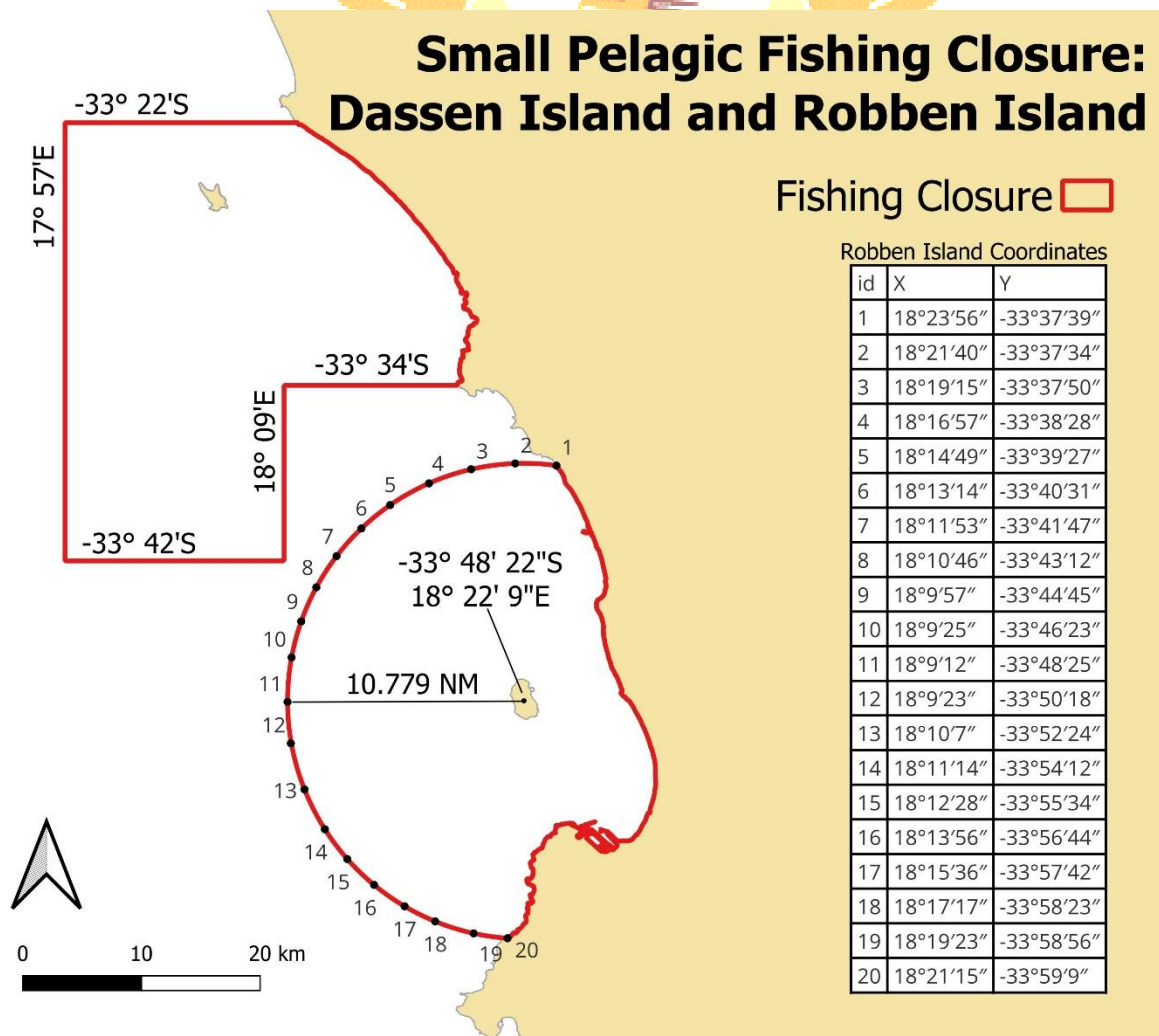 Small Pelagic Fishing Closure:
Dassen Island and Robben Island
Fishing Closure
-33° 22'S
17° 57'E
-33° 34'S
18° 09'E
-33° 42'S
-33° 48' 22"S
18° 22' 9"E
10.779 NM
1
2
3
4
5
6
7
8
9
10
11
12
13
14
15
16
17
18
19
20
0 10 20 km
Robben Island Coordinates
id X Y
1 18°23′56″ -33°37′39″
2 18°21′40″ -33°37′34″
3 18°19′15″ -33°37′50″
4 18°16′57″ -33°38′28″
5 18°14′49″ -33°39′27″
6 18°13′14″ -33°40′31″
7 18°11′53″ -33°41′47″
8 18°10′46″ -33°43′12″
9 18°9′57″ -33°44′45″
10 18°9′25″ -33°46′23″
11 18°9′12″ -33°48′25″
12 18°9′23″ -33°50′18″
13 18°10′7″ -33°52′24″
14 18°11′14″ -33°54′12″
15 18°12′28″ -33°55′34″
16 18°13′56″ -33°56′44″
17 18°15′36″ -33°57′42″
18 18°17′17″ -33°58′23″
19 18°19′23″ -33°58′56″
20 18°21′15″ -33°59′9″